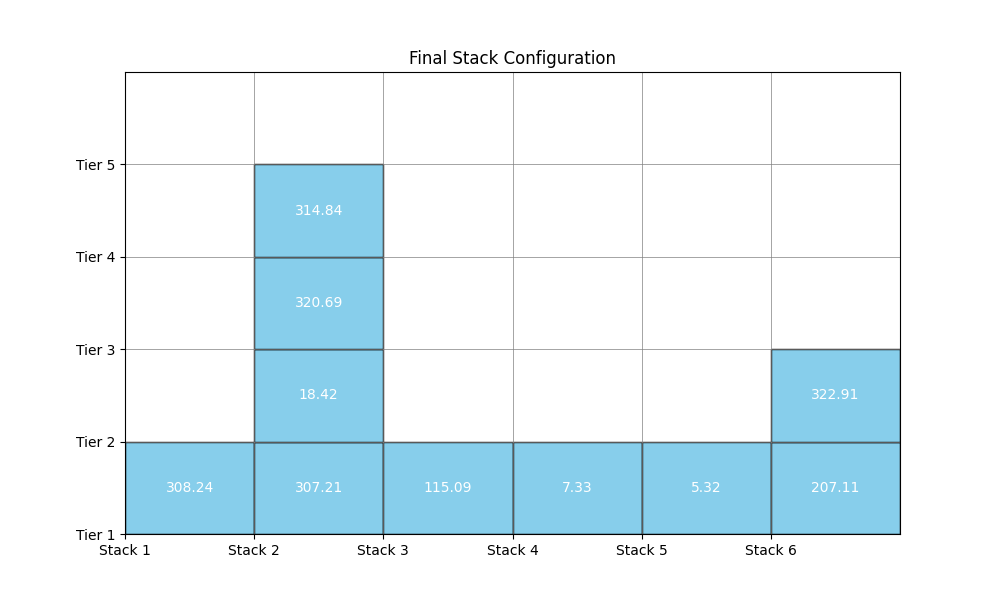 Final Stack Configuration
Tier 5
314.84
Tier 4
320.69
Tier 3
18.42
322.91
Tier 2
308.24
307.21
115.09
7.33
5.32
207.11
Tier 1
Stack 1
Stack 2
Stack 3
Stack 4
Stack 5
Stack 6